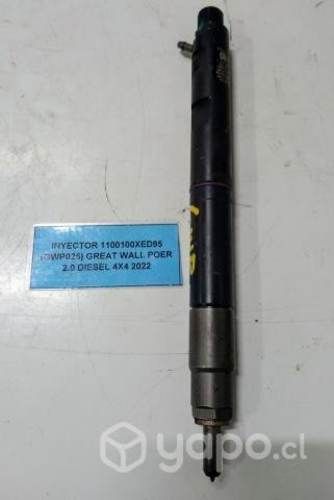 INYECTOR 1100100XED95
(GWP025) GREAT WALL POER
2.0 DIESEL 4X4 2022
yapo.cl